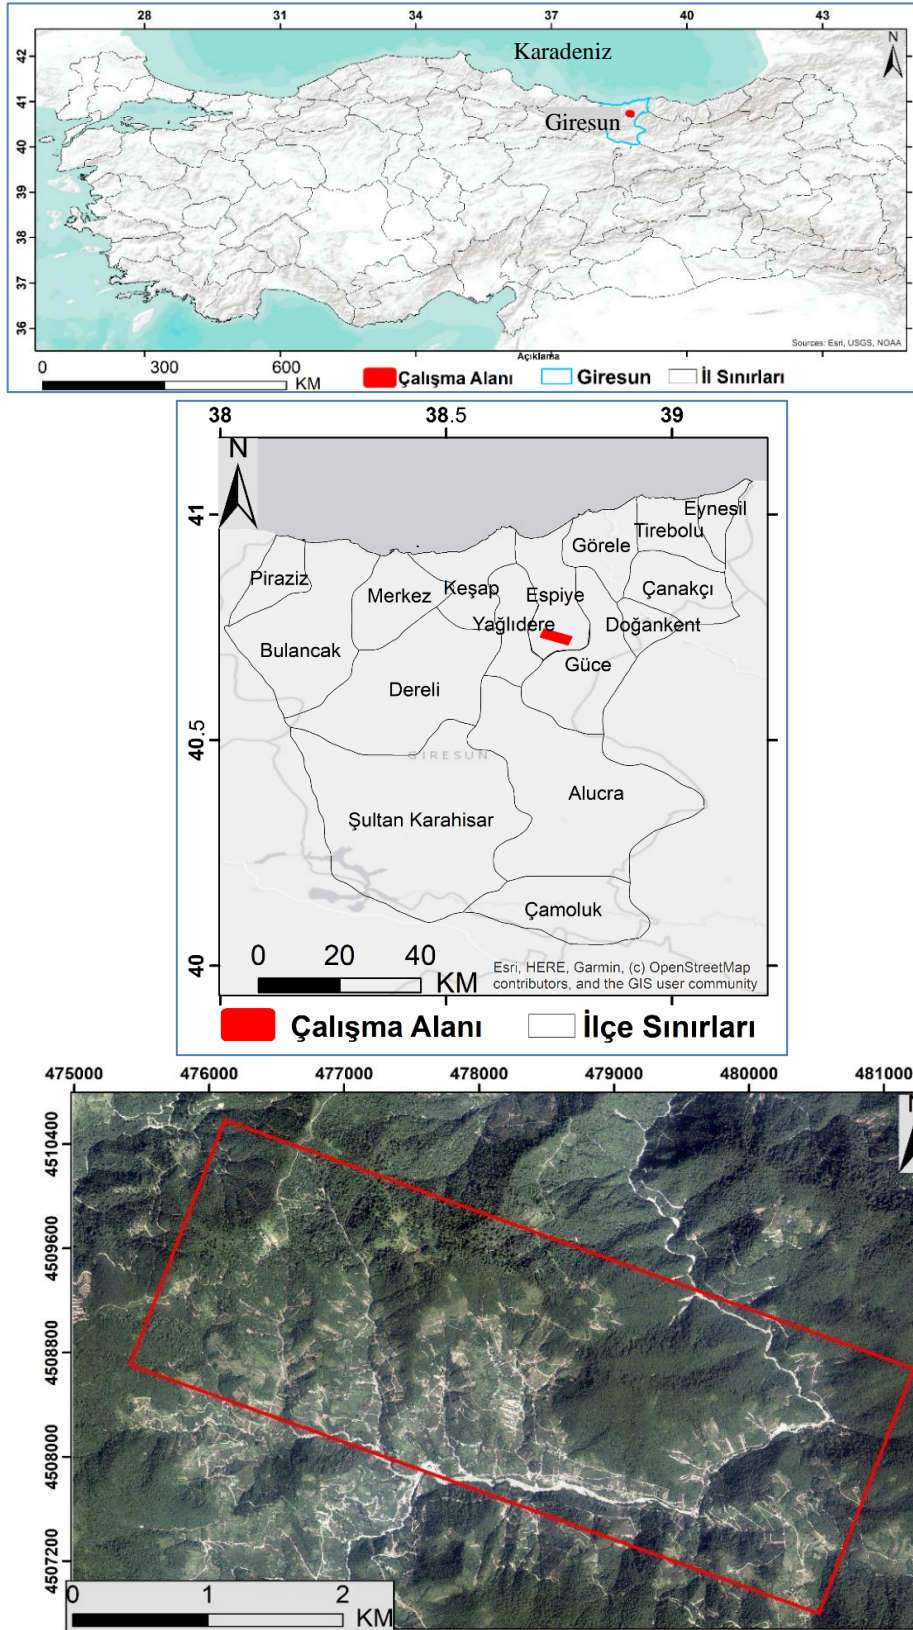 28 31 34 37 40 43
Karadeniz
N
42
41
40
39
38
37
36
Giresun
Sources: Esri, USGS, NOAA
Açıklama
0 300 600
KM
Çalışma Alanı Giresun İl Sınırları
38 38.5 39
N
41
40.5
40
Eynesil
Tirebolu
Görele
Piraziz
Keşap
Espiye
Çanakçı
Merkez
Yağlıdere
Doğankent
Bulancak
Güce
Dereli
GİRESUN
Alucra
Şultan Karahisar
Çamoluk
0 20 40
KM
Esri, HERE, Garmin, (c) OpenStreetMap
contributors, and the GIS user community
Çalışma Alanı İlçe Sınırları
475000 476000 477000 478000 479000 480000 481000
4510400
4509600
4508800
4508000
4507200
0 1 2
KM